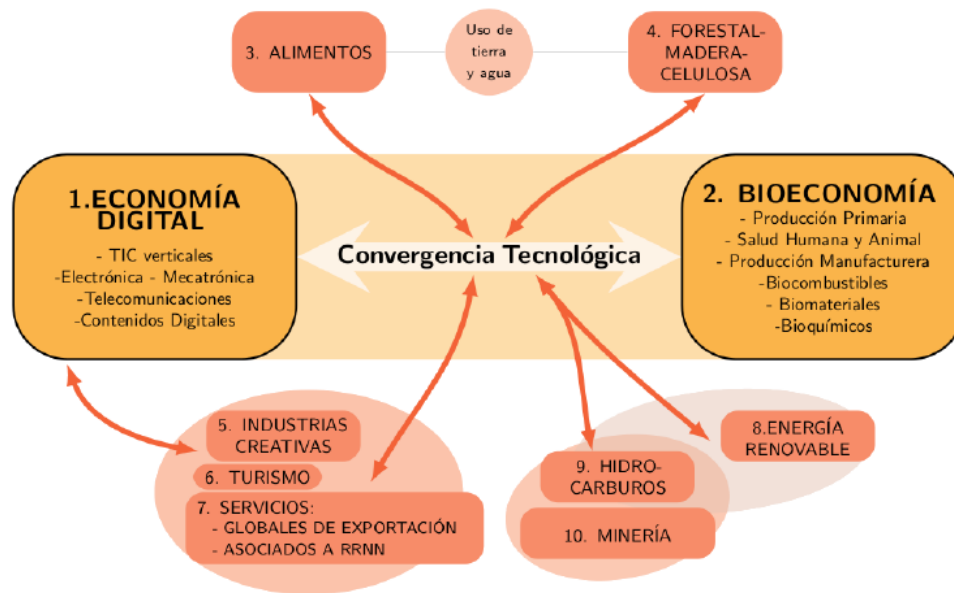 3. ALIMENTOS
Uso de
tierra
y agua
4. FORESTAL-
MADERA-
CELULOSA
1.ECONOMÍA
DIGITAL
- TIC verticales
-Electrónica - Mecatrónica
-Telecomunicaciones
-Contenidos Digitales
Convergencia Tecnológica
2. BIOECONOMÍA
- Producción Primaria
- Salud Humana y Animal
- Producción Manufacturera
-Biocombustibles
- Biomateriales
-Bioquímicos
5. INDUSTRIAS
CREATIVAS
6. TURISMO
7. SERVICIOS:
- GLOBALES DE EXPORTACIÓN
- ASOCIADOS A RRNN
8.ENERGÍA
RENOVABLE
9. HIDRO-
CARBUROS
10. MINERÍA